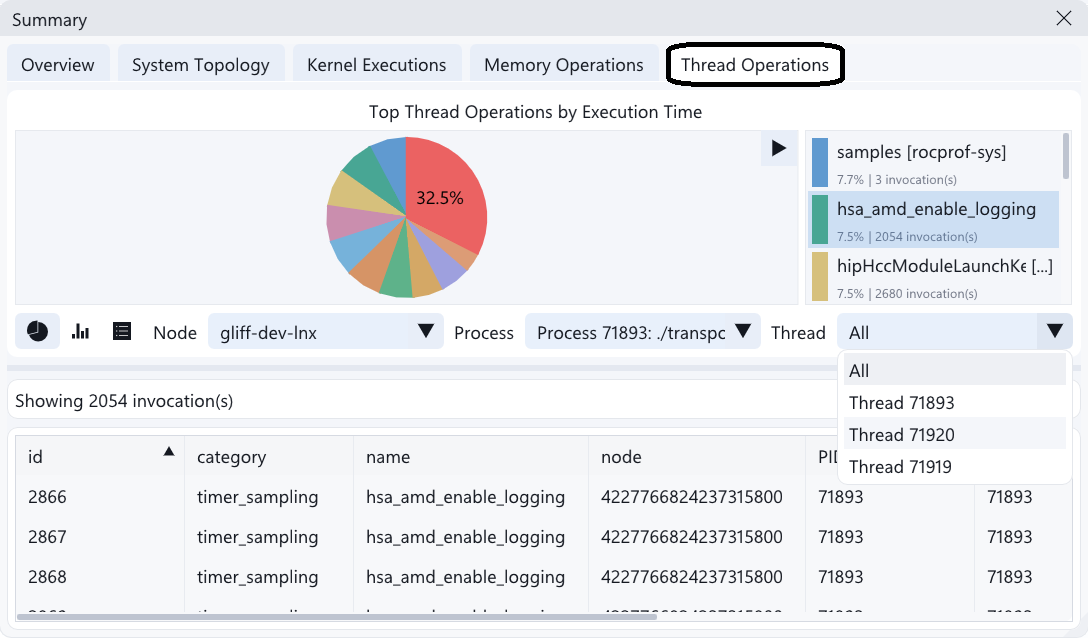 Summary
Overview System Topology Kernel Executions Memory Operations Thread Operations
Top Thread Operations by Execution Time
32.5%
samples [rocprof-sys]
7.7% | 3 invocation(s)
hsa_amd_enable_logging
7.5% | 2054 invocation(s)
hipHccModuleLaunchKe [...]
7.5% | 2680 invocation(s)
Node gliff-dev-lnx Process Process 71893: ./transpc Thread All
All
Thread 71893
Thread 71920
Thread 71919
Showing 2054 invocation(s)
id category name node PID
2866 timer_sampling hsa_amd_enable_logging 4227766824237315800 71893 71893
2867 timer_sampling hsa_amd_enable_logging 4227766824237315800 71893 71893
2868 timer_sampling hsa_amd_enable_logging 4227766824237315800 71893 71893